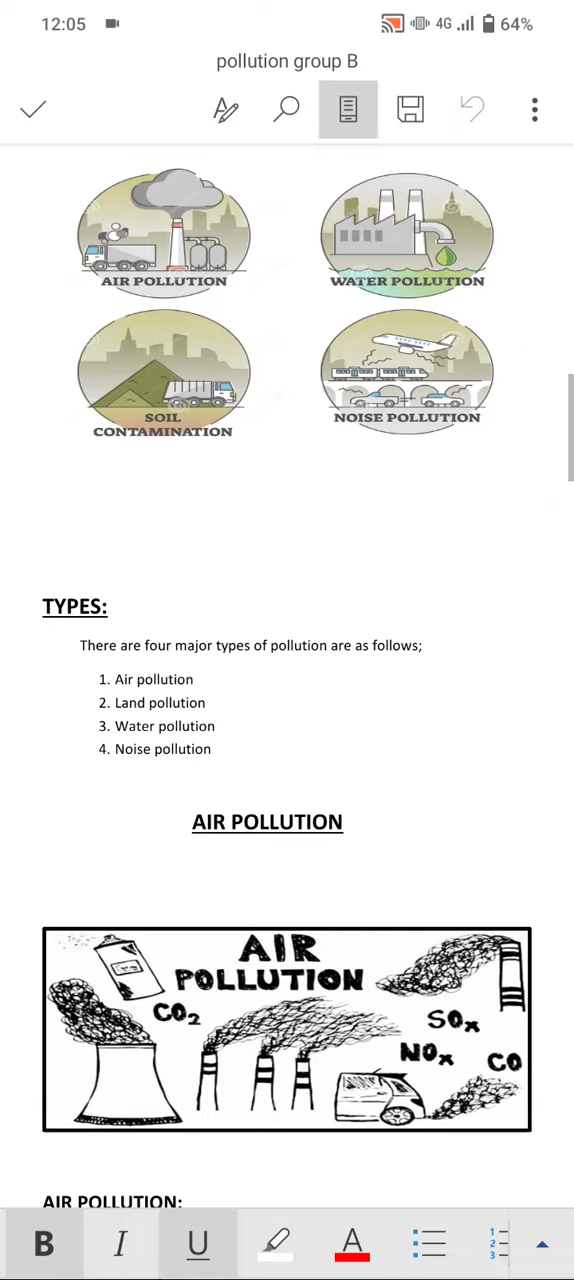 12:05
4G 64%
pollution group B
AIR POLLUTION
WATER POLLUTION
SOIL
CONTAMINATION
NOISE POLLUTION
TYPES:
There are four major types of pollution are as follows;
1. Air pollution
2. Land pollution
3. Water pollution
4. Noise pollution
AIR POLLUTION
AIR
POLLUTION
CO₂
SOx
NOx
CO
AIR POLLUTION:
B I U A